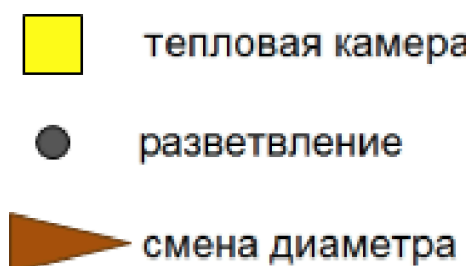 тепловая камера
разветвление
смена диаметра